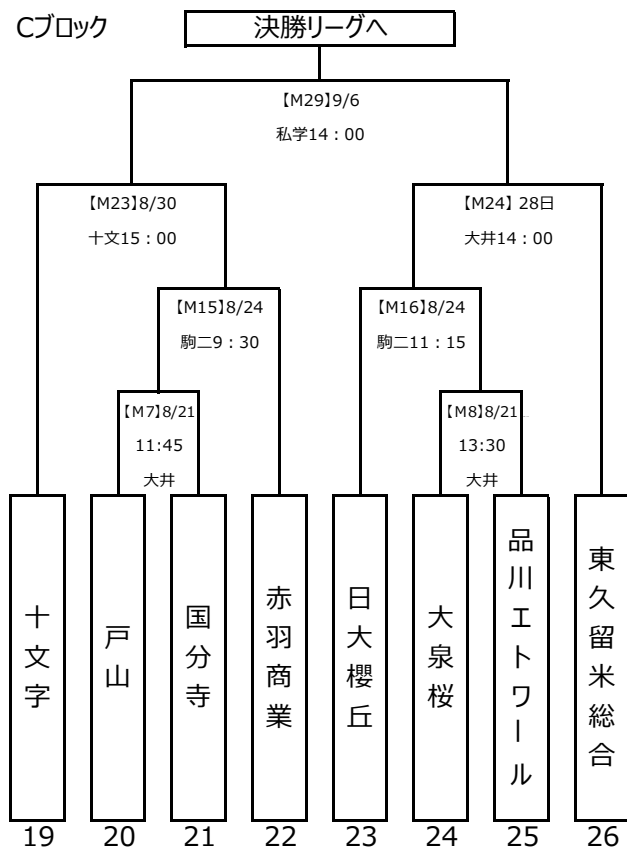 Cブロック
決勝リーグへ
【M29】9/6
私学14：00
【M23】8/30
十文15：00
【M24】 28日
大井14：00
【M15】8/24
駒二9：30
【M16】8/24
駒二11：15
【M7】8/21
11:45
大井
【M8】8/21
13:30
大井
十文字
戸山
国分寺
赤羽商業
日大櫻丘
大泉桜
品川エトワール
東久留米総合
19 20 21 22 23 24 25 26